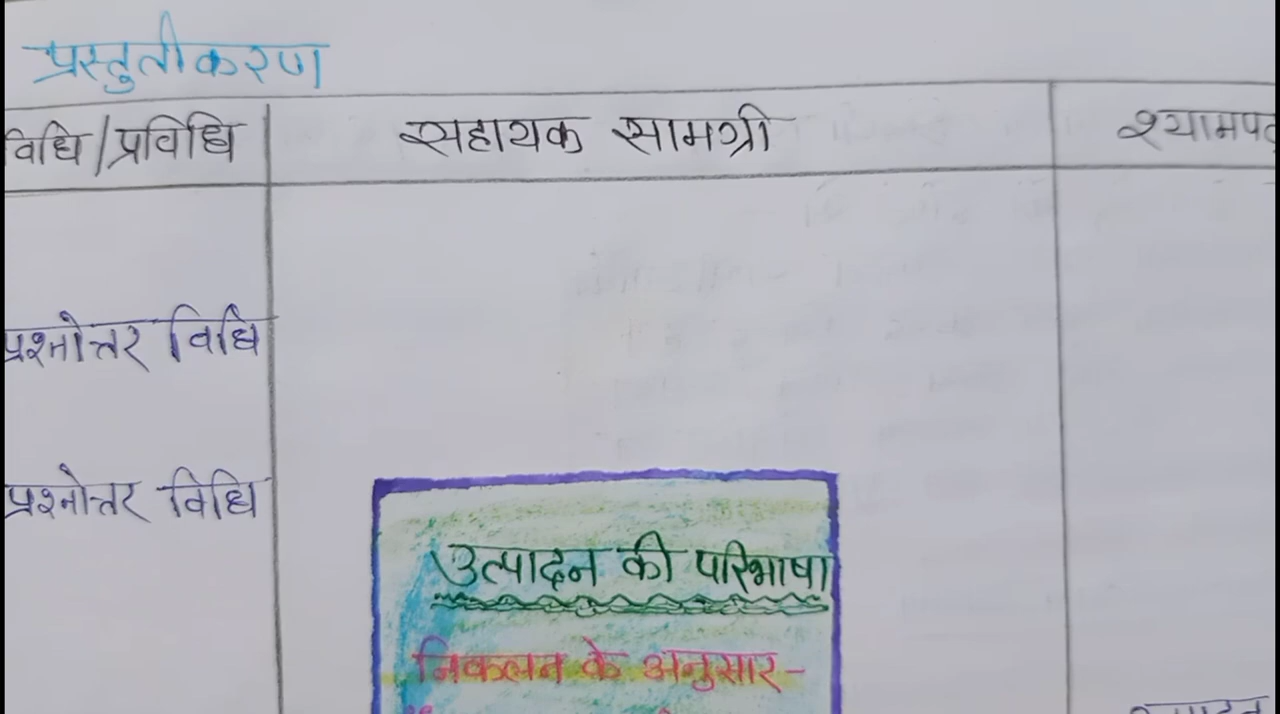 प्रस्तुतीकरण
विधि/प्रविधि सहायक सामग्री
प्रश्नोत्तर विधि
प्रश्नोत्तर विधि
उत्पादन की परिभाषा
निकलन के अनुसार-